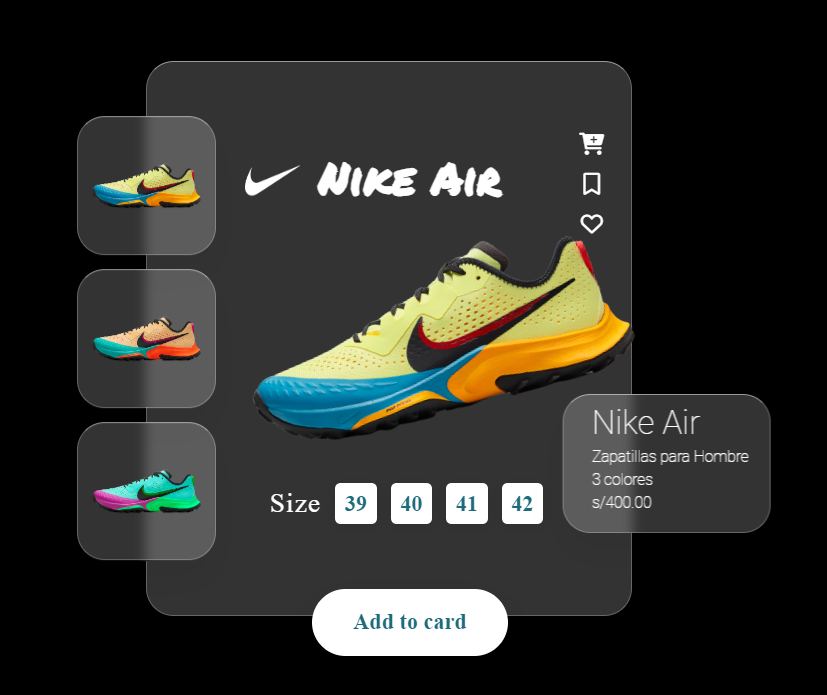 Nike Air
Size 39 40 41 42
Nike Air
Zapatillas para Hombre
3 colores
s/400.00
Add to card